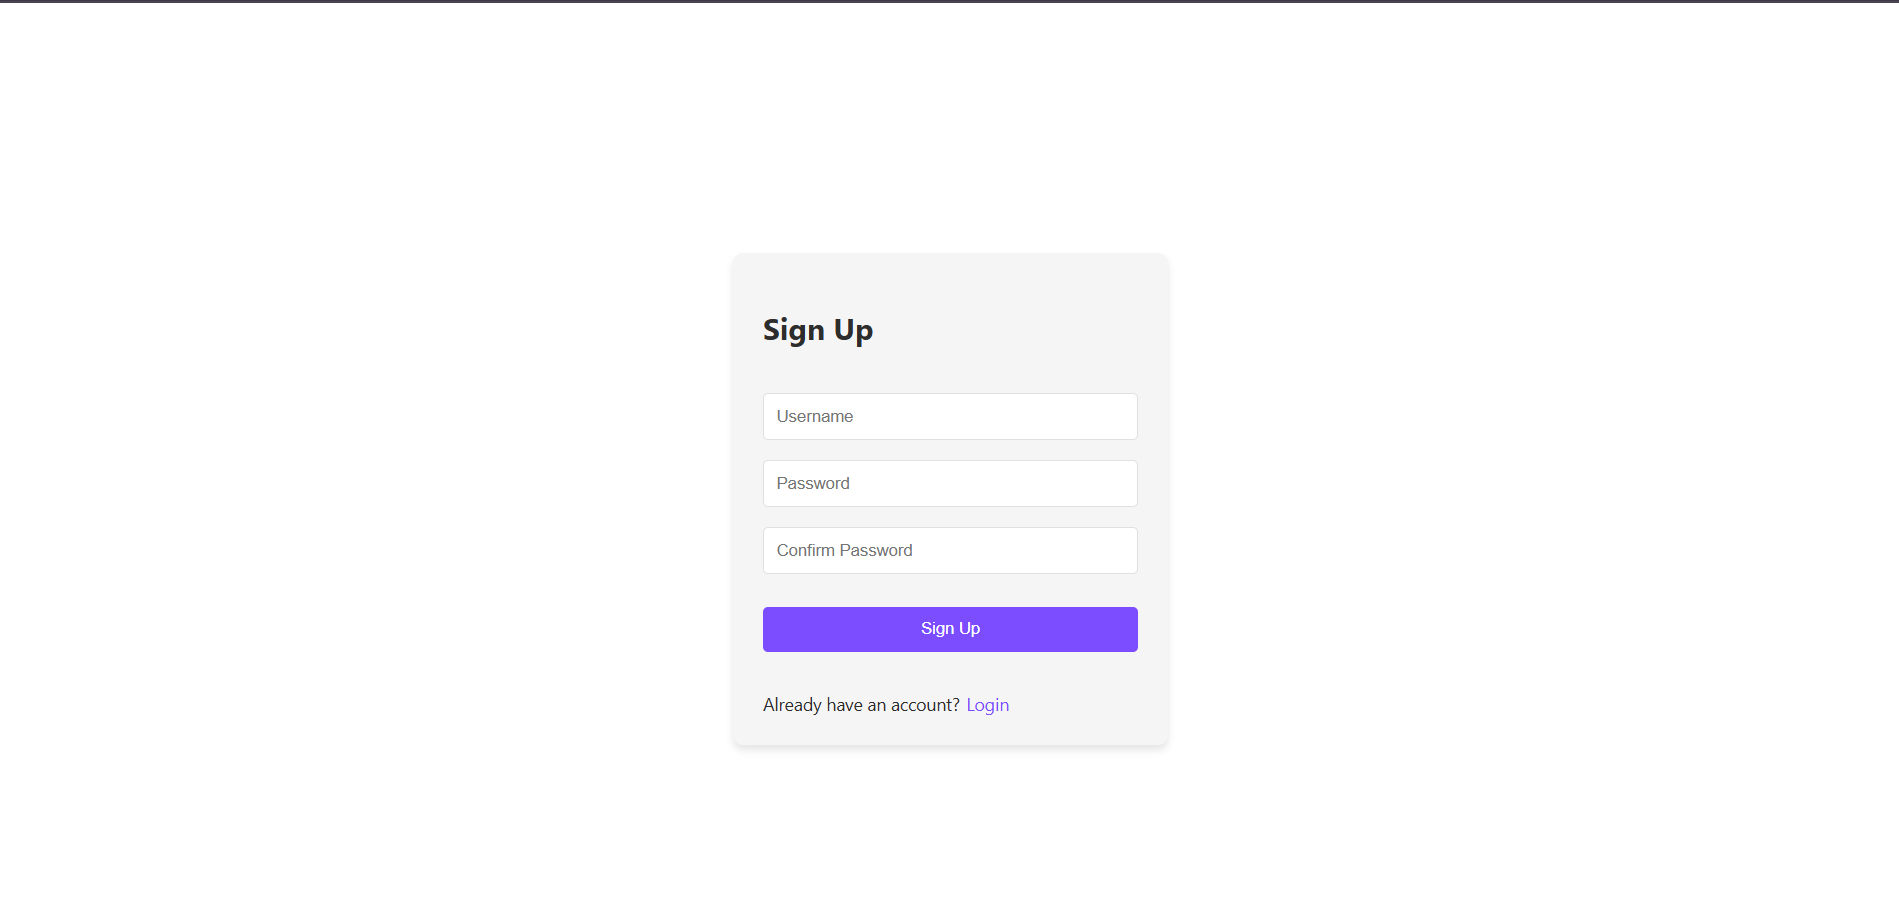 Sign Up
Username
Password
Confirm Password
Sign Up
Already have an account? Login